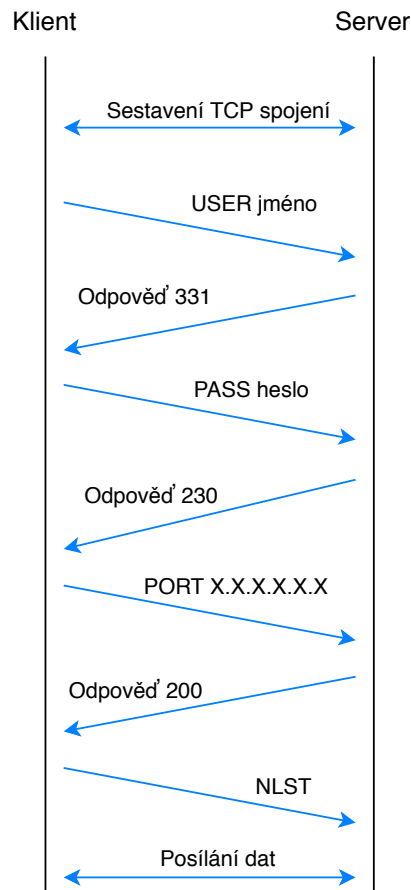 Klient Server
Sestavení TCP spojení
USER jméno
Odpověď 331
PASS heslo
Odpověď 230
PORT X.X.X.X.X.X
Odpověď 200
NLST
Posílání dat